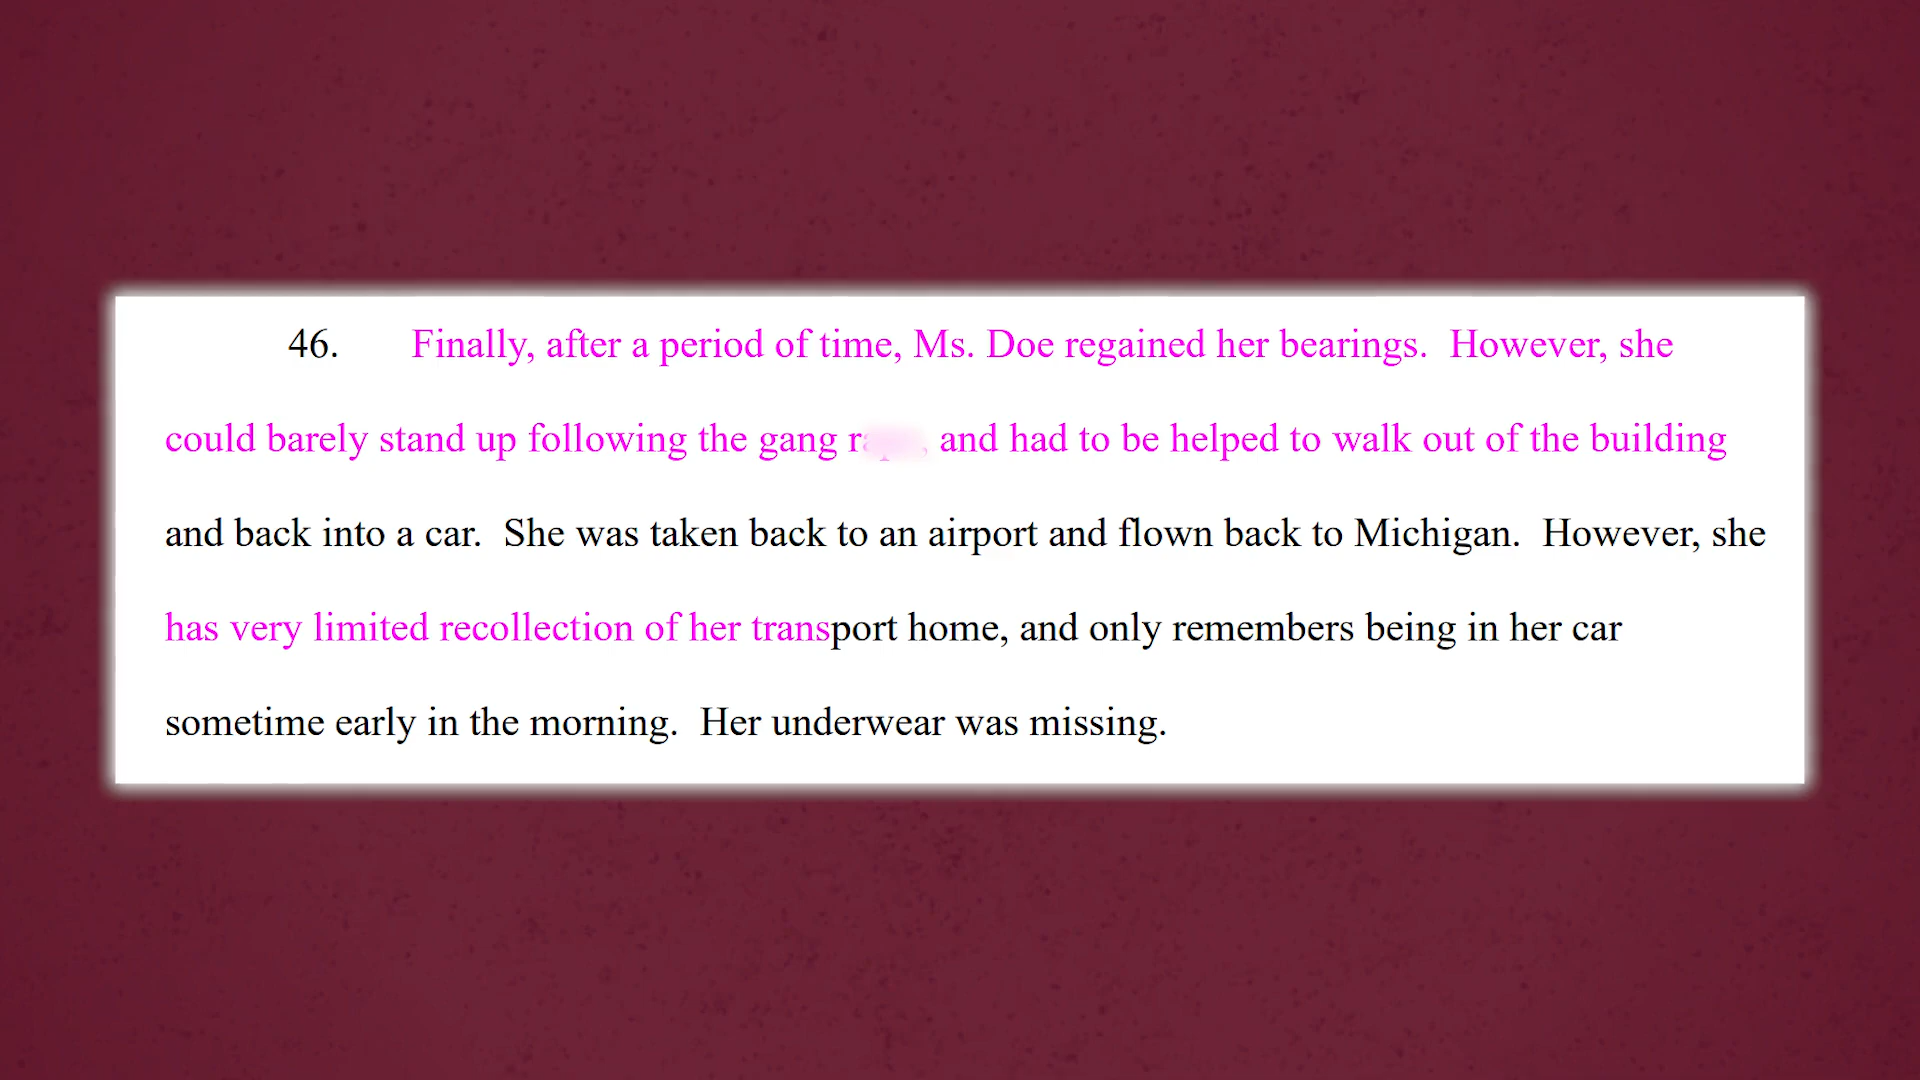 46. Finally, after a period of time, Ms. Doe regained her bearings. However, she
could barely stand up following the gang and had to be helped to walk out of the building
and back into a car. She was taken back to an airport and flown back to Michigan. However, she
has very limited recollection of her transport home, and only remembers being in her car
sometime early in the morning. Her underwear was missing.